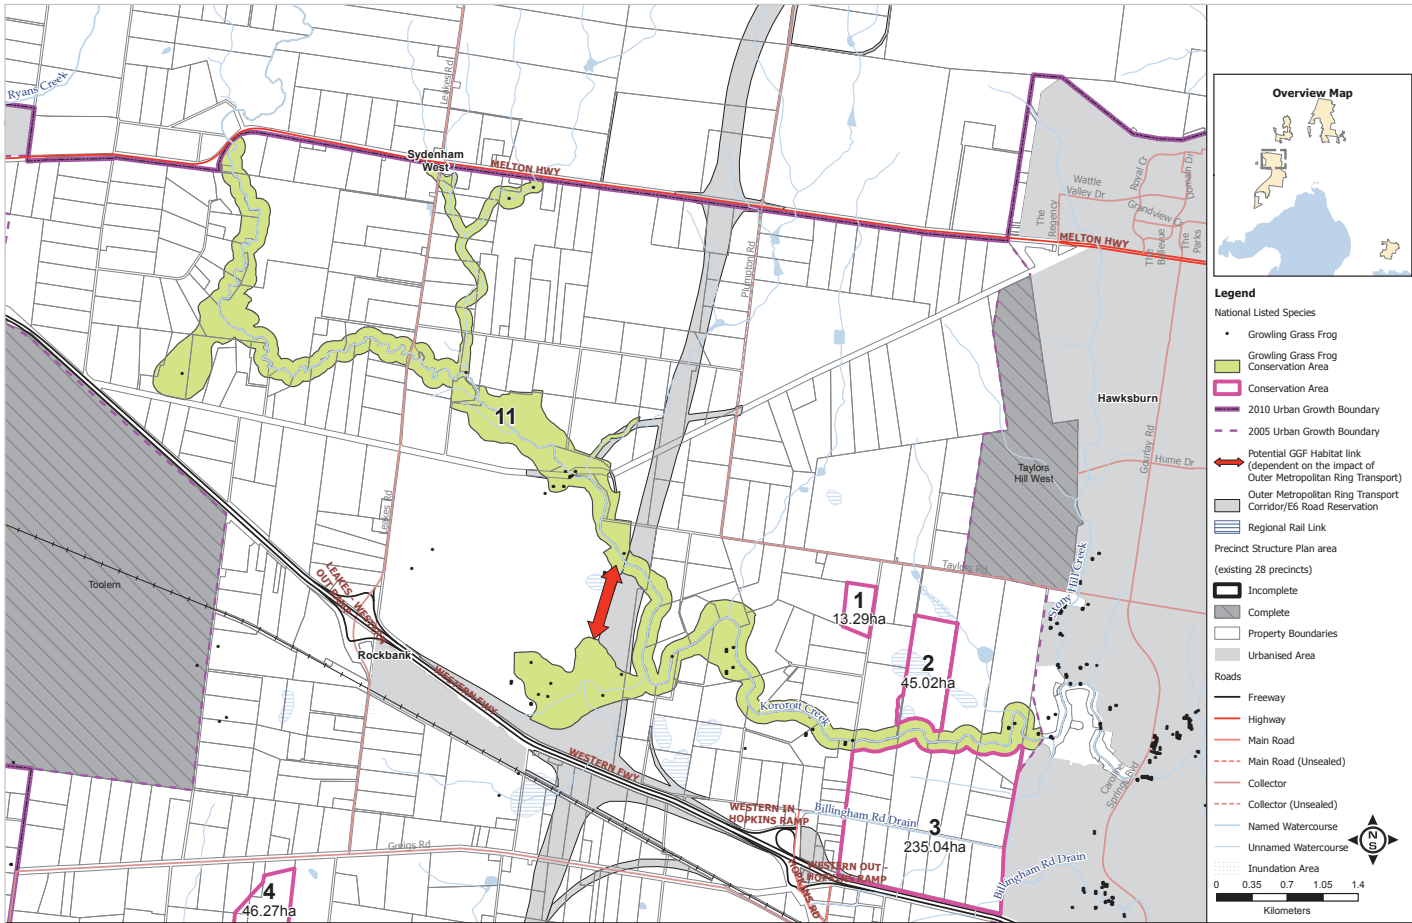 Ryans Creek
Leakes Rd
Sydenham
West
MELTON HWY
Plumpton Rd
Wattle
Valley Dr
Royal Cr
Domain Dr
Grandview Cr
The
Regency
The
Bellevue
The
Parks
MELTON HWY
11
Hawksburn
Gourlay Rd
Hume Dr
Taylors
Hill West
Leakes Rd
Toolern
LEAKES - WESTERN
OUT RAMP
Rockbank
WESTERN FWY
WESTERN FWY
Taylors Rd
Stony Hill Creek
1
13.29ha
2
45.02ha
Kororoit Creek
Caroline
Springs Blvd
WESTERN IN -
HOPKINS RAMP
Billingham Rd Drain
3
235.04ha
WESTERN OUT -
HOPKINS RAMP
HOPKINS RD
Billingham Rd Drain
Greigs Rd
4
46.27ha
Overview Map
Legend
National Listed Species
Growling Grass Frog
Growling Grass Frog
Conservation Area
Conservation Area
2010 Urban Growth Boundary
2005 Urban Growth Boundary
Potential GGF Habitat link
(dependent on the impact of
Outer Metropolitan Ring Transport)
Outer Metropolitan Ring Transport
Corridor/E6 Road Reservation
Regional Rail Link
Precinct Structure Plan area
(existing 28 precincts)
Incomplete
Complete
Property Boundaries
Urbanised Area
Roads
Freeway
Highway
Main Road
Main Road (Unsealed)
Collector
Collector (Unsealed)
Named Watercourse
Unnamed Watercourse
Inundation Area
N
S
0 0.35 0.7 1.05 1.4
Kilometers